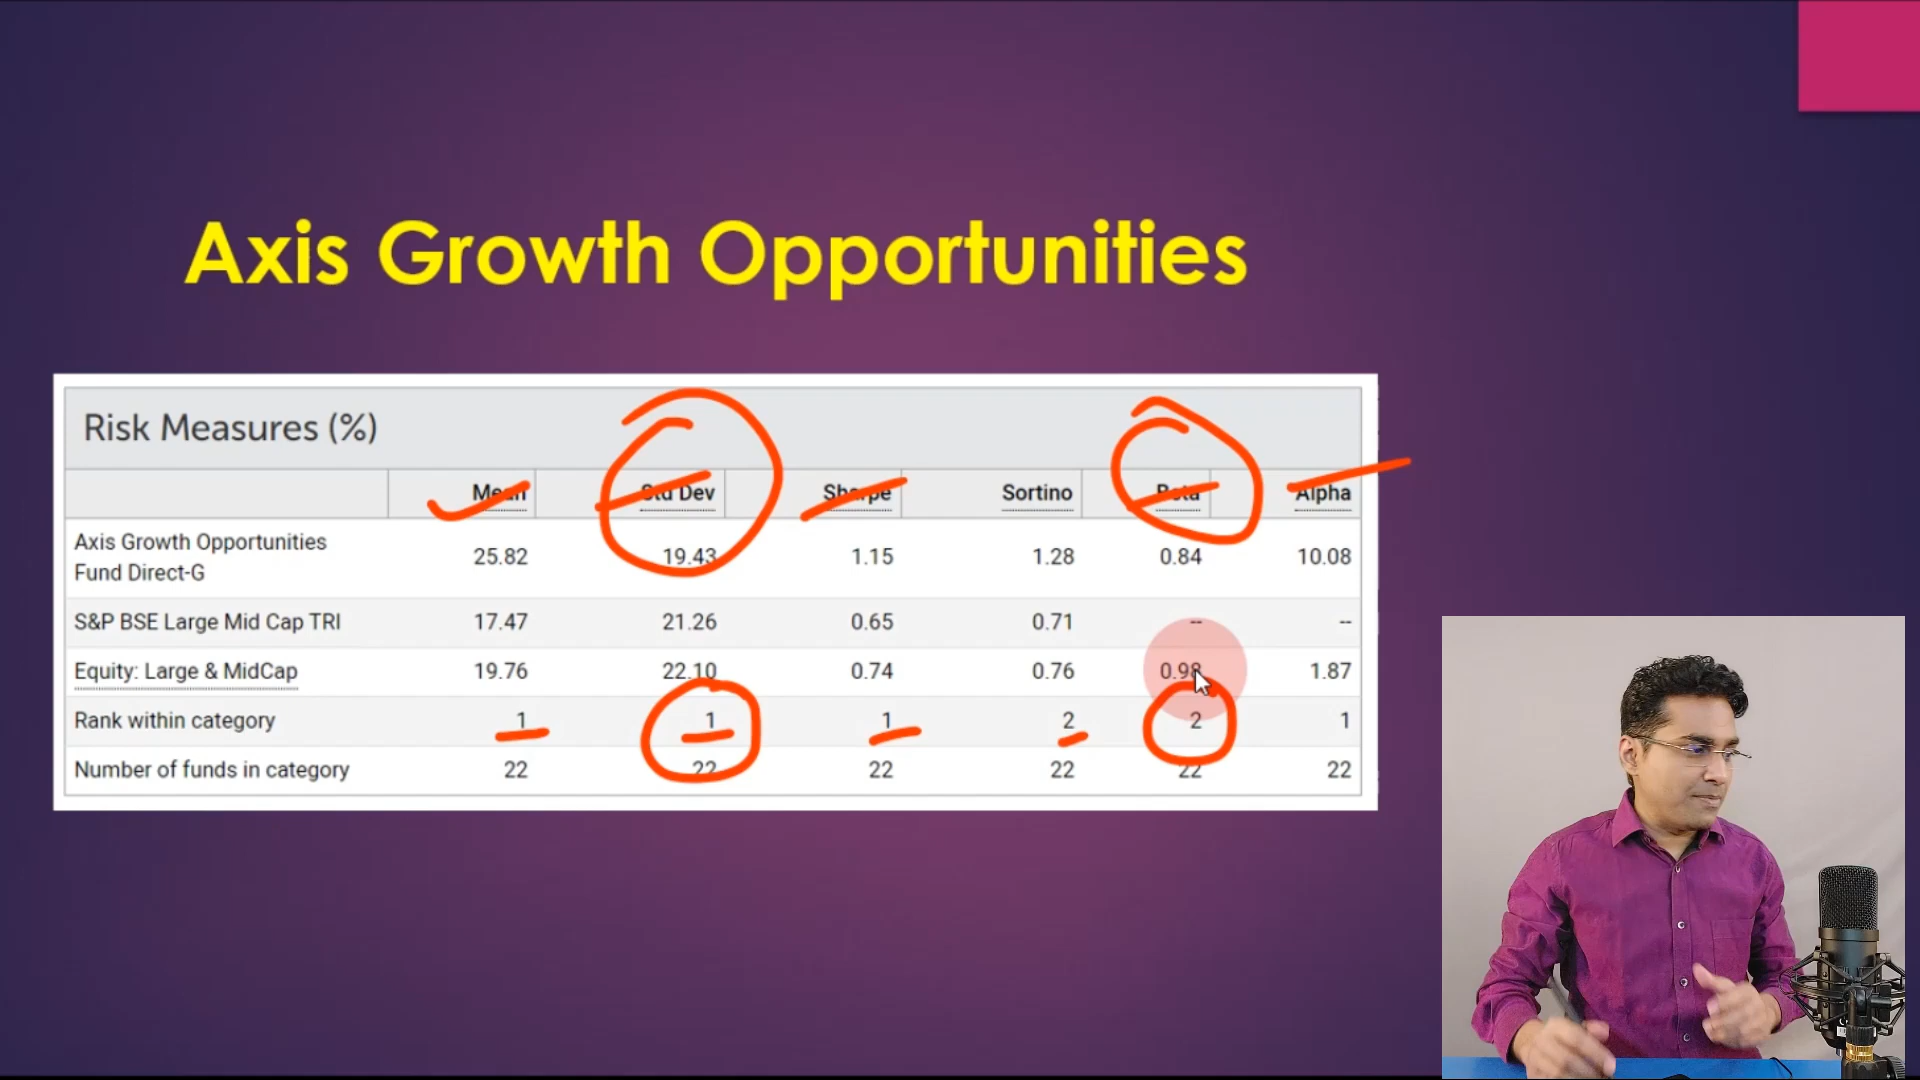 Axis Growth Opportunities
Risk Measures (%)
Mean Std Dev Sharpe Sortino Beta Alpha
Axis Growth Opportunities
Fund Direct-G 25.82 19.43 1.15 1.28 0.84 10.08
S&P BSE Large Mid Cap TRI 17.47 21.26 0.65 0.71 -- --
Equity: Large & MidCap 19.76 22.10 0.74 0.76 0.98 1.87
Rank within category 1 1 1 2 2 1
Number of funds in category 22 22 22 22 22 22